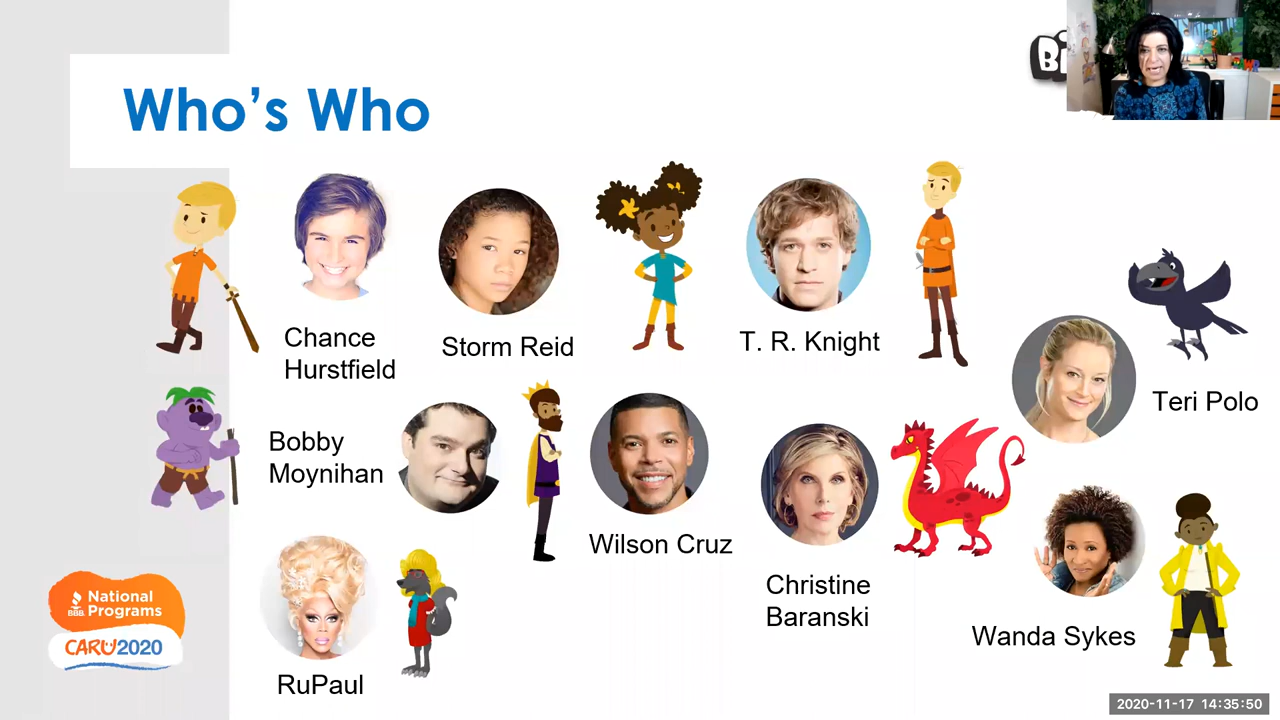 Who's Who
Chance
Hurstfield
Storm Reid
T. R. Knight
Teri Polo
Bobby
Moynihan
Wilson Cruz
Christine
Baranski
Wanda Sykes
RuPaul
BBB National
Programs
CARU2020
2020-11-17 14:35:50